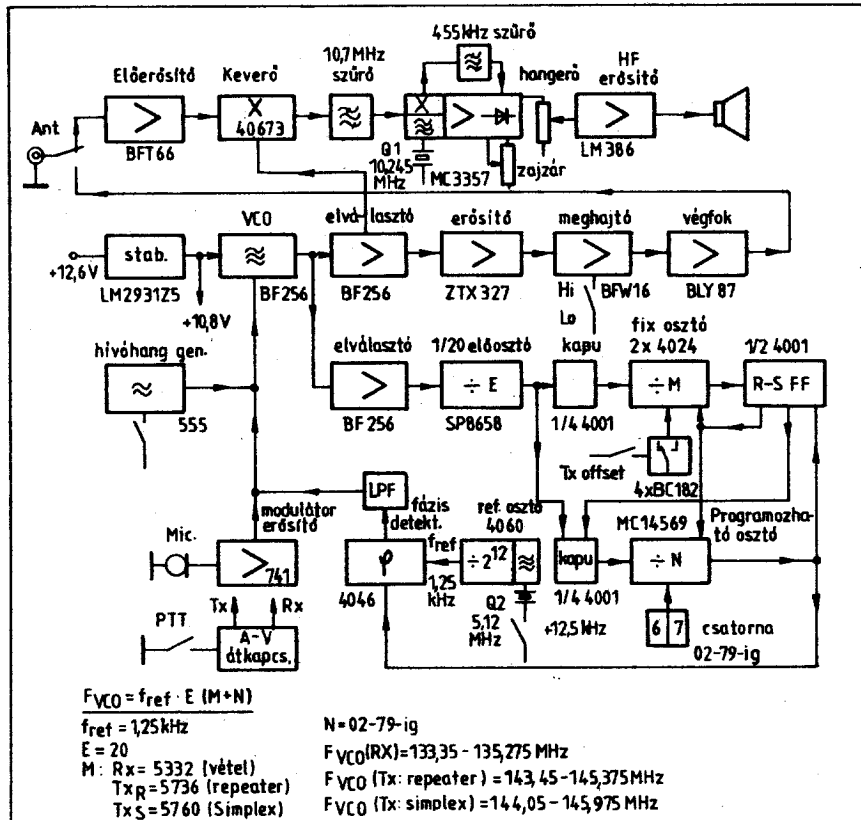 455kHz szűrő
10,7MHz
szűrő
Előerősítő
Keverő
hangerő
HF
erősítő
Ant
BFT66
40673
Q1
10,245
MHz
MC3357
zajzár
LM386
VCO
elvá-lasztó
erősítő
meghajtó
végfok
+12,6V
stab.
LM2931Z5
+10,8V
BF256
BF256
ZTX327
Hi
Lo
BFW16
BLY87
hívóhang gen.
555
elválasztó
BF256
1/20 előosztó
÷E
SP8658
kapu
1/4 4001
fix osztó
2x 4024
÷M
1/2 4001
R-S FF
Tx offset
4xBC182
LPF
fázis
detekt.
ref. osztó
4060
MC14569
Programozha-
tó osztó
modulátor
erősítő
Mic.
741
φ
4046
fref
1,25
kHz
÷2¹²
kapu
1/4 4001
÷N
Q2
5,12
MHz
+12,5kHz
Tx
Rx
PTT
A-V
átkapcs.
6 7
csatorna
02-79-ig
FVCO = fref · E (M+N)
fref = 1,25kHz
E = 20
M: Rx = 5332 (vétel)
TxR = 5736 (repeater)
TxS = 5760 (Simplex)
N = 02-79-ig
FVCO(RX) = 133,35 - 135,275 MHz
FVCO (Tx: repeater) = 143,45 - 145,375MHz
FVCO (Tx: simplex) = 144,05 - 145,975MHz